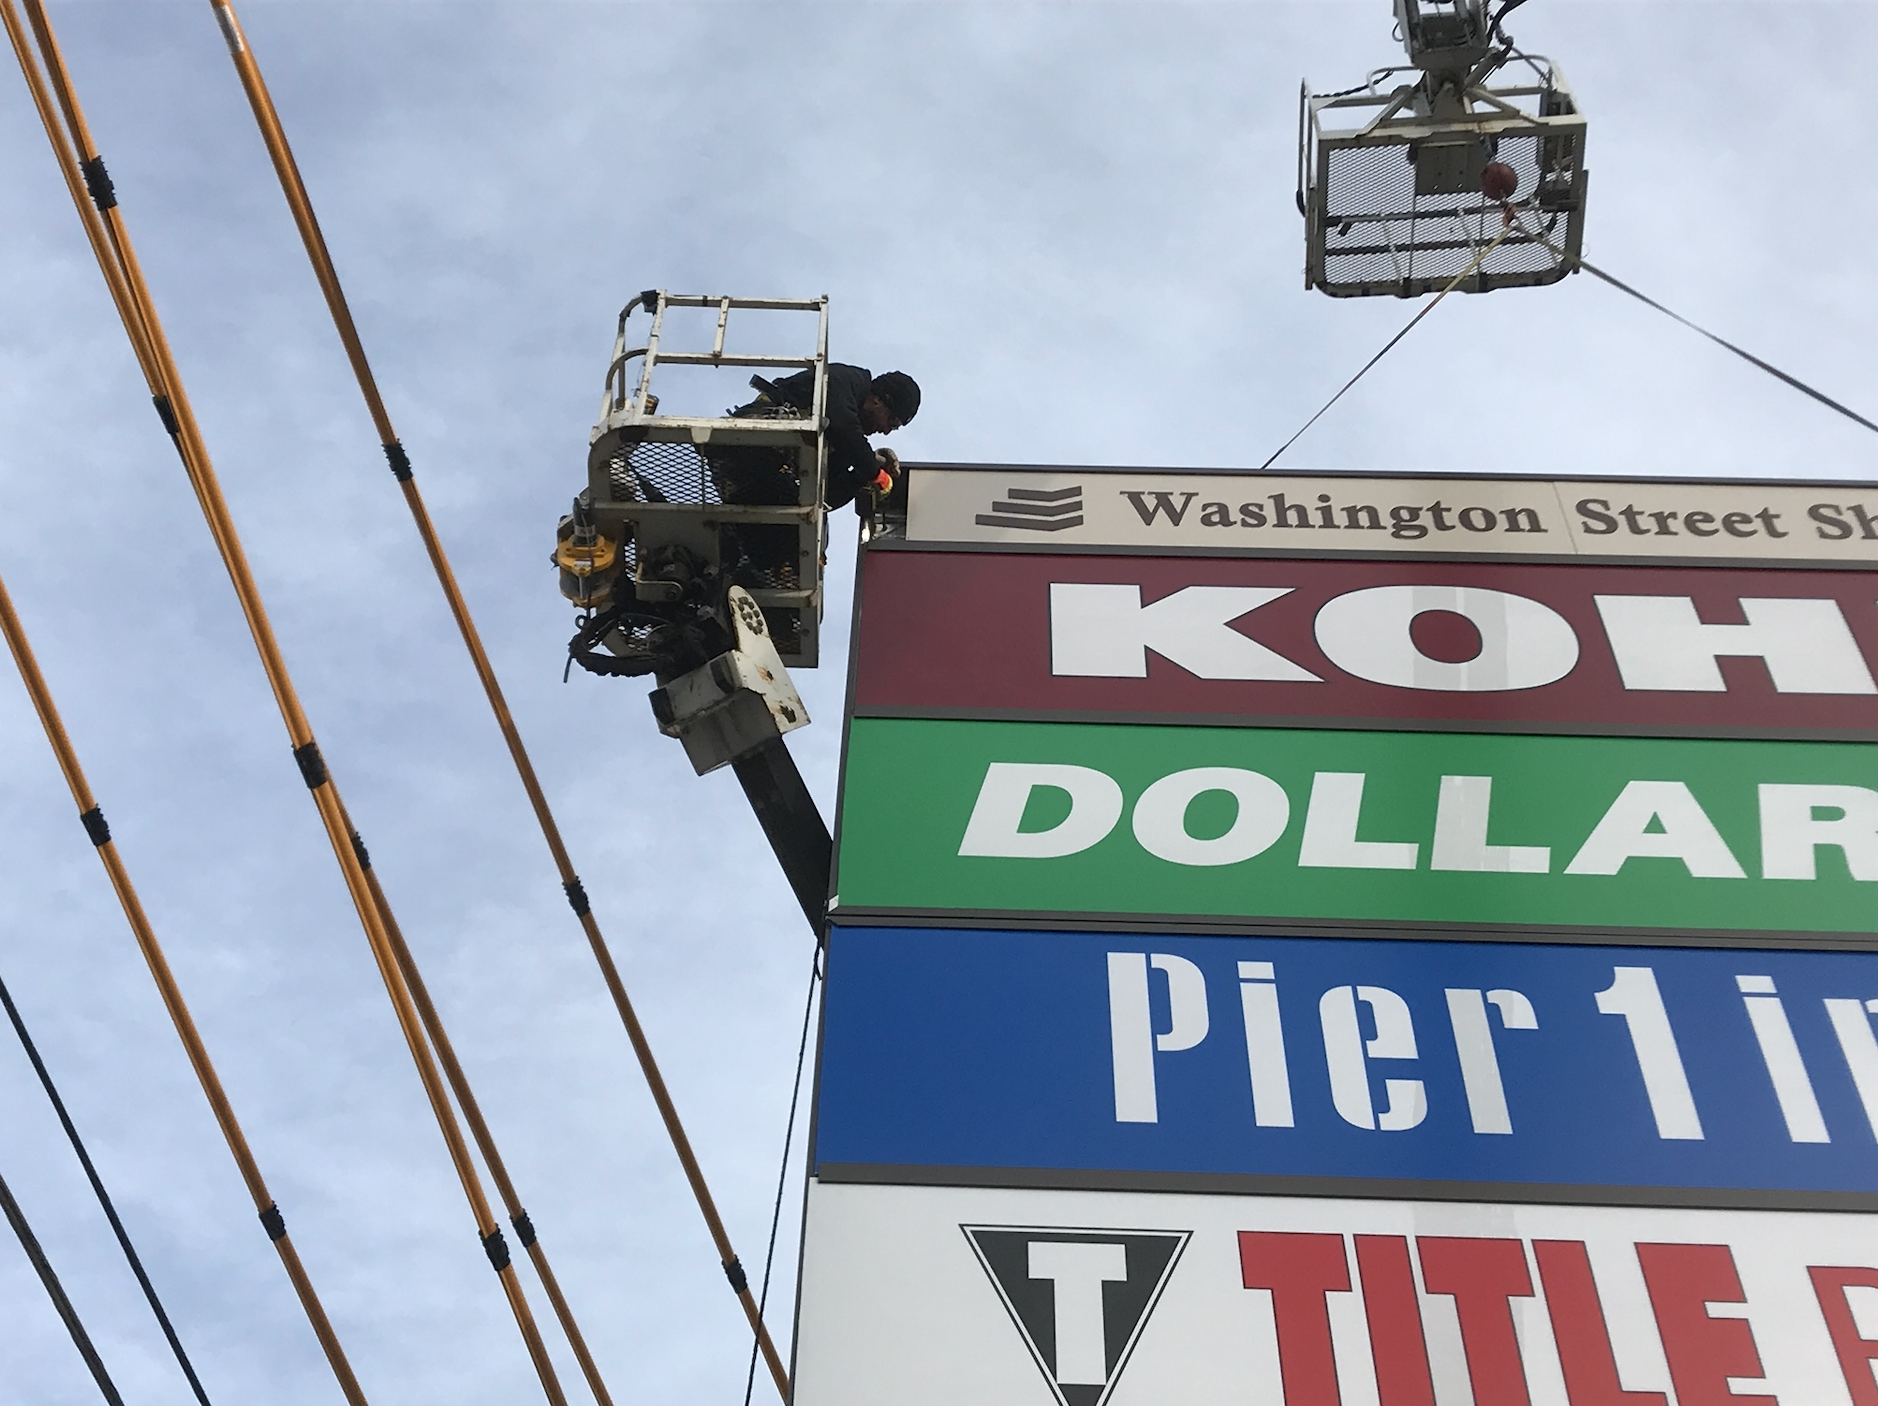 Washington Street Sh
KOH
DOLLAR
Pier 1 i
T TITLE